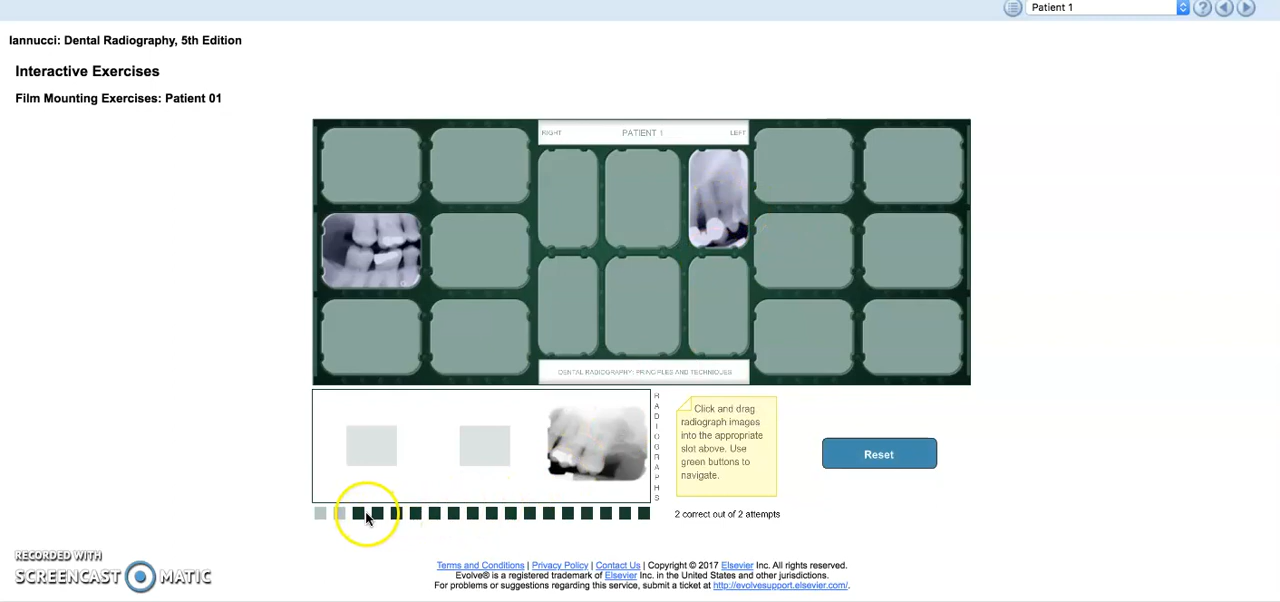 Patient 1
Iannucci: Dental Radiography, 5th Edition
Interactive Exercises
Film Mounting Exercises: Patient 01
RIGHT PATIENT 1 LEFT
DENTAL RADIOGRAPHY: PRINCIPLES AND TECHNIQUES
RADIOGRAPHS
Click and drag
radiograph images
into the appropriate
slot above. Use
green buttons to
navigate.
Reset
2 correct out of 2 attempts
Terms and Conditions | Privacy Policy | Contact Us | Copyright © 2017 Elsevier Inc. All rights reserved.
Evolve® is a registered trademark of Elsevier Inc. in the United States and other jurisdictions.
For problems or suggestions regarding this service, submit a ticket at http://evolvesupport.elsevier.com/.
RECORDED WITH
SCREENCAST MATIC